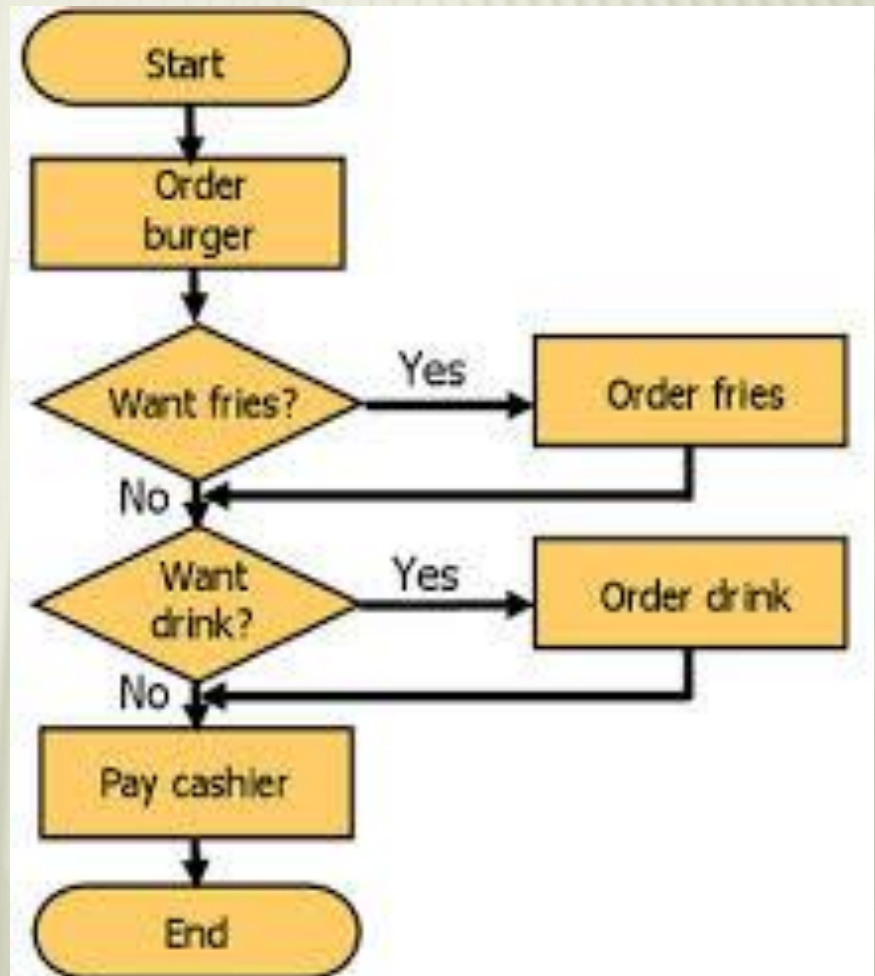 Start
Order
burger
Want fries?
Yes
Order fries
No
Want
drink?
Yes
Order drink
No
Pay cashier
End